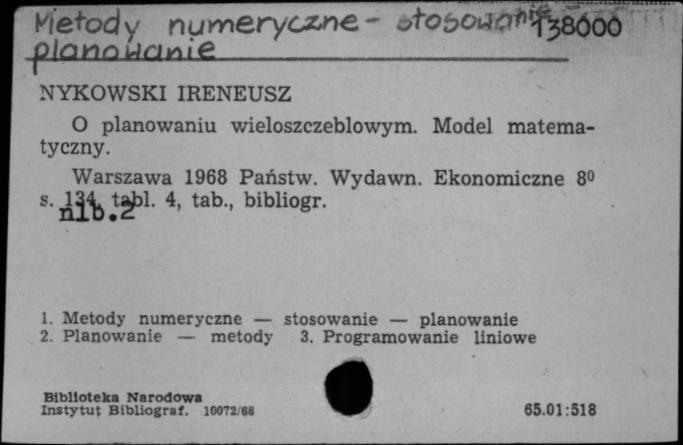 Metody numeryczne - stosowanie 138000
planowanie
NYKOWSKI IRENEUSZ
O planowaniu wieloszczeblowym. Model matema-
tyczny.
Warszawa 1968 Państw. Wydawn. Ekonomiczne 8⁰
s. 134, tabl. 4, tab., bibliogr.
nlb.2
1. Metody numeryczne — stosowanie — planowanie
2. Planowanie — metody 3. Programowanie liniowe
Biblioteka Narodowa
Instytut Bibliograf. 10072/68 65.01:518